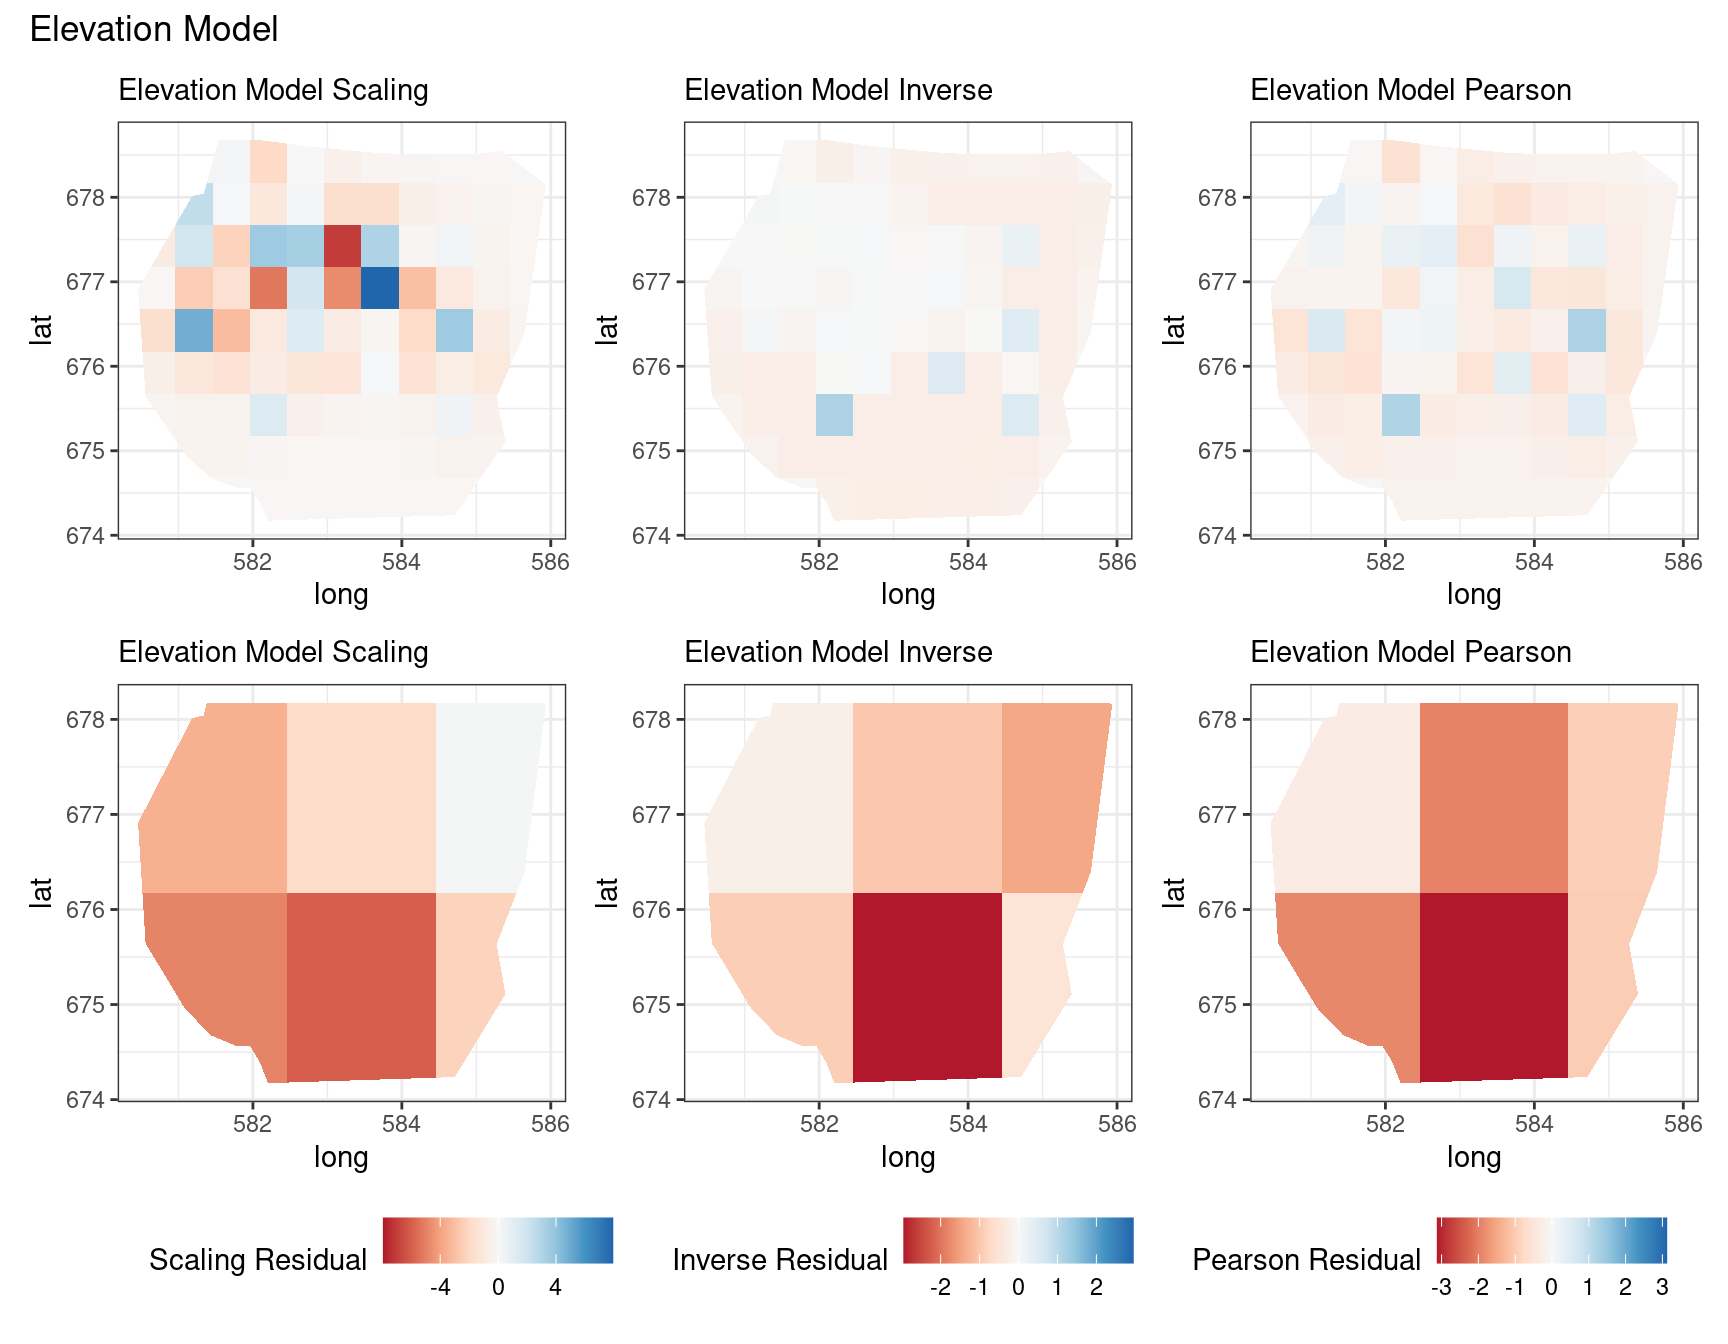 Elevation Model
Elevation Model Scaling
Elevation Model Inverse
Elevation Model Pearson
678
677
676
675
674
lat
582
584
586
long
678
677
676
675
674
lat
582
584
586
long
678
677
676
675
674
lat
582
584
586
long
Elevation Model Scaling
Elevation Model Inverse
Elevation Model Pearson
678
677
676
675
674
lat
582
584
586
long
678
677
676
675
674
lat
582
584
586
long
678
677
676
675
674
lat
582
584
586
long
Scaling Residual
-4 0 4
Inverse Residual
-2 -1 0 1 2
Pearson Residual
-3 -2 -1 0 1 2 3